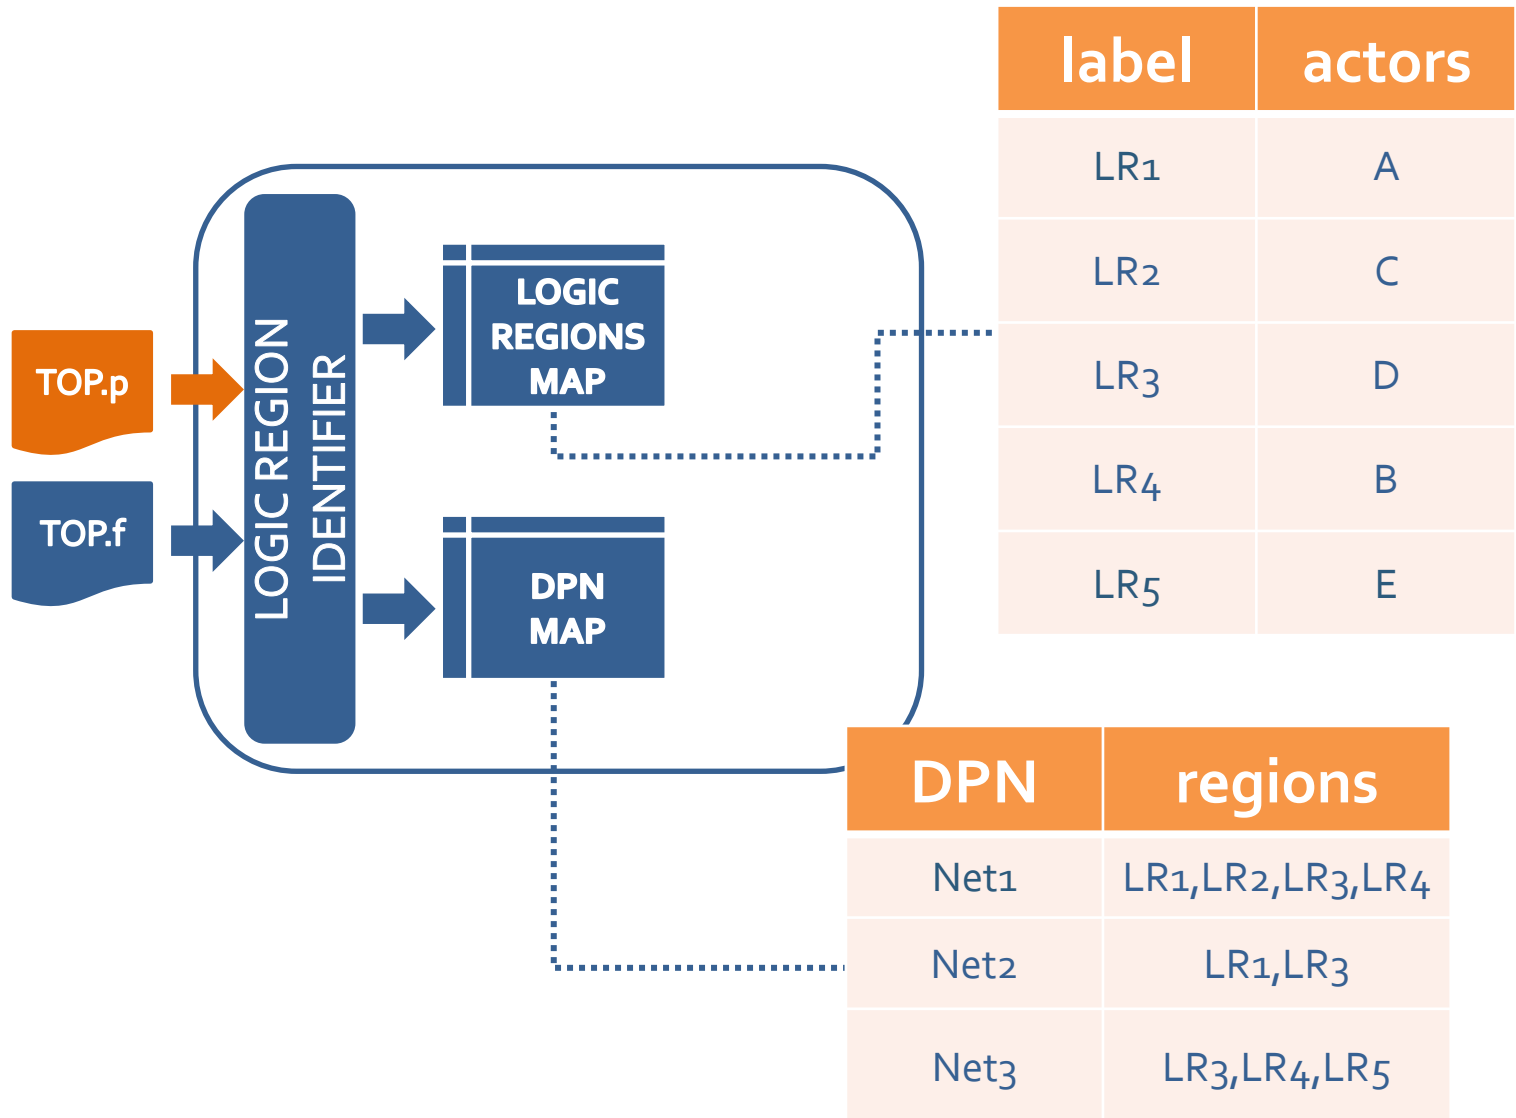 TOP.p
TOP.f
LOGIC REGION
IDENTIFIER
LOGIC
REGIONS
MAP
DPN
MAP
label actors
LR1 A
LR2 C
LR3 D
LR4 B
LR5 E
DPN regions
Net1 LR1,LR2,LR3,LR4
Net2 LR1,LR3
Net3 LR3,LR4,LR5